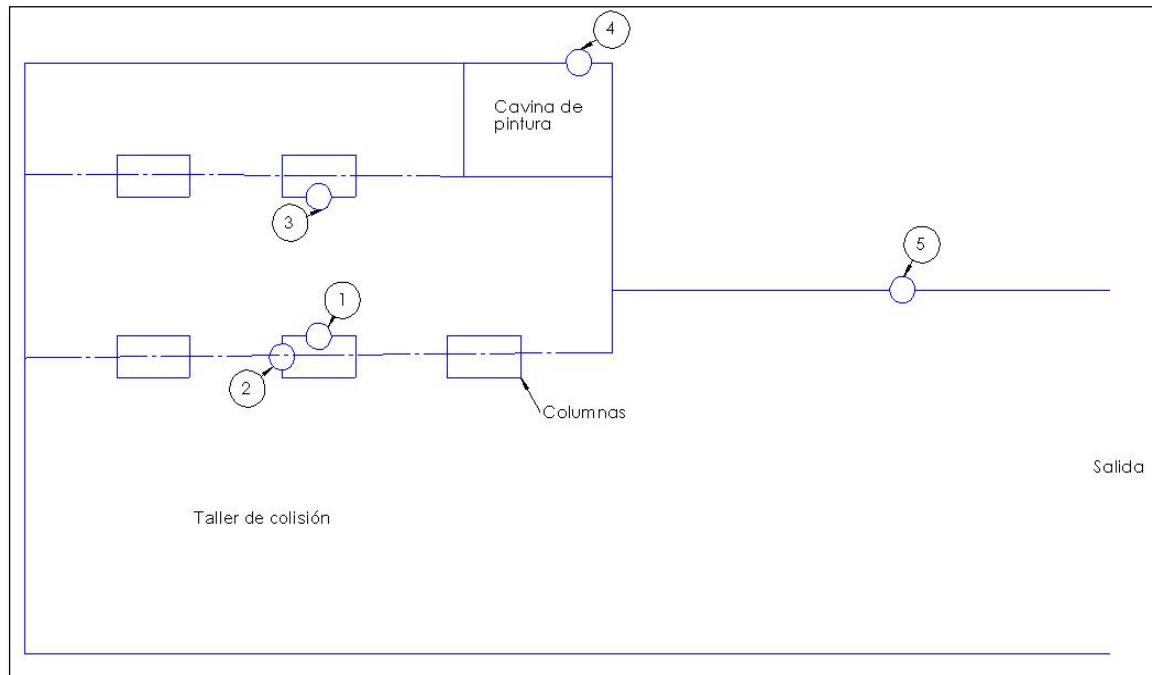 4
Cavina de
pintura
3
5
1
2
Columnas
Salida
Taller de colisión